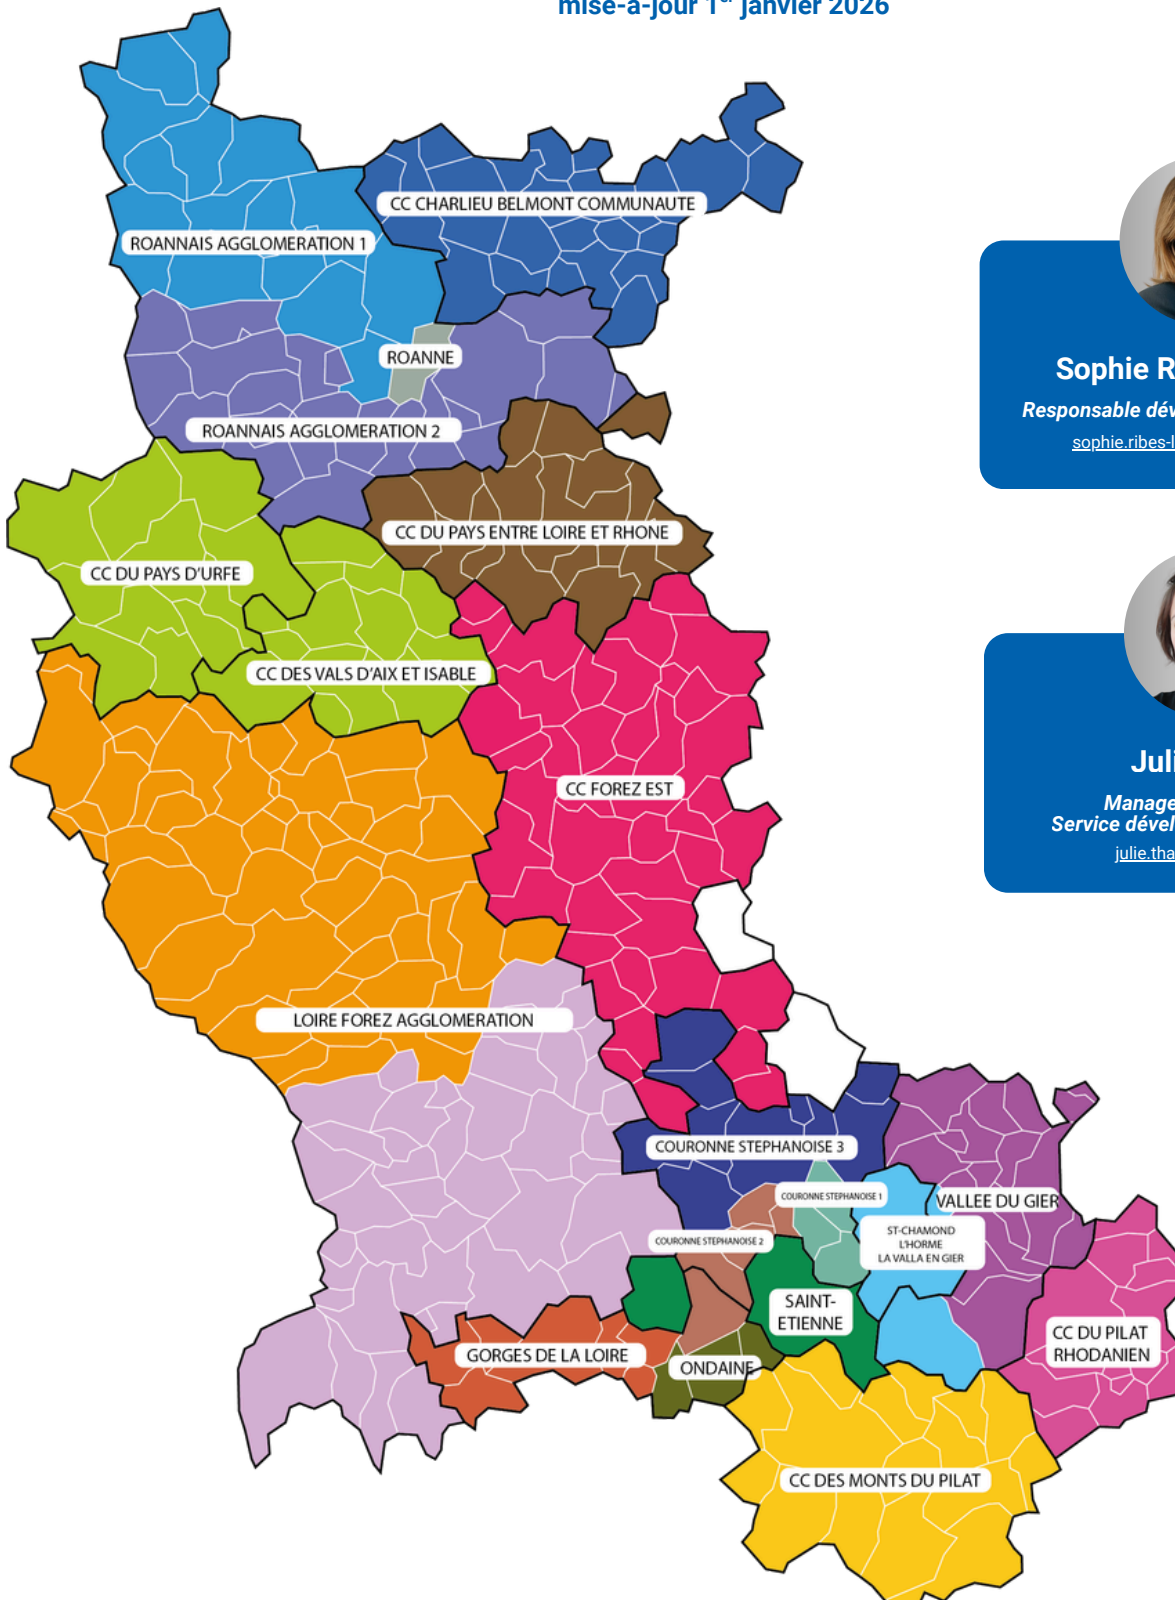 mise-à-jour 1er janvier 2026
CC CHARLIEU BELMONT COMMUNAUTE
ROANNAIS AGGLOMERATION 1
ROANNE
Sophie R
Responsable dév
sophie.ribes-l
ROANNAIS AGGLOMERATION 2
CC DU PAYS ENTRE LOIRE ET RHONE
CC DU PAYS D'URFE
CC DES VALS D'AIX ET ISABLE
CC FOREZ EST
Juli
Manage
Service dével
julie.tha
LOIRE FOREZ AGGLOMERATION
COURONNE STEPHANOISE 3
COURONNE STEPHANOISE 1
VALLEE DU GIER
COURONNE STEPHANOISE 2
ST-CHAMOND
L'HORME
LA VALLA EN GIER
SAINT-
ETIENNE
CC DU PILAT
RHODANIEN
GORGES DE LA LOIRE
ONDAINE
CC DES MONTS DU PILAT